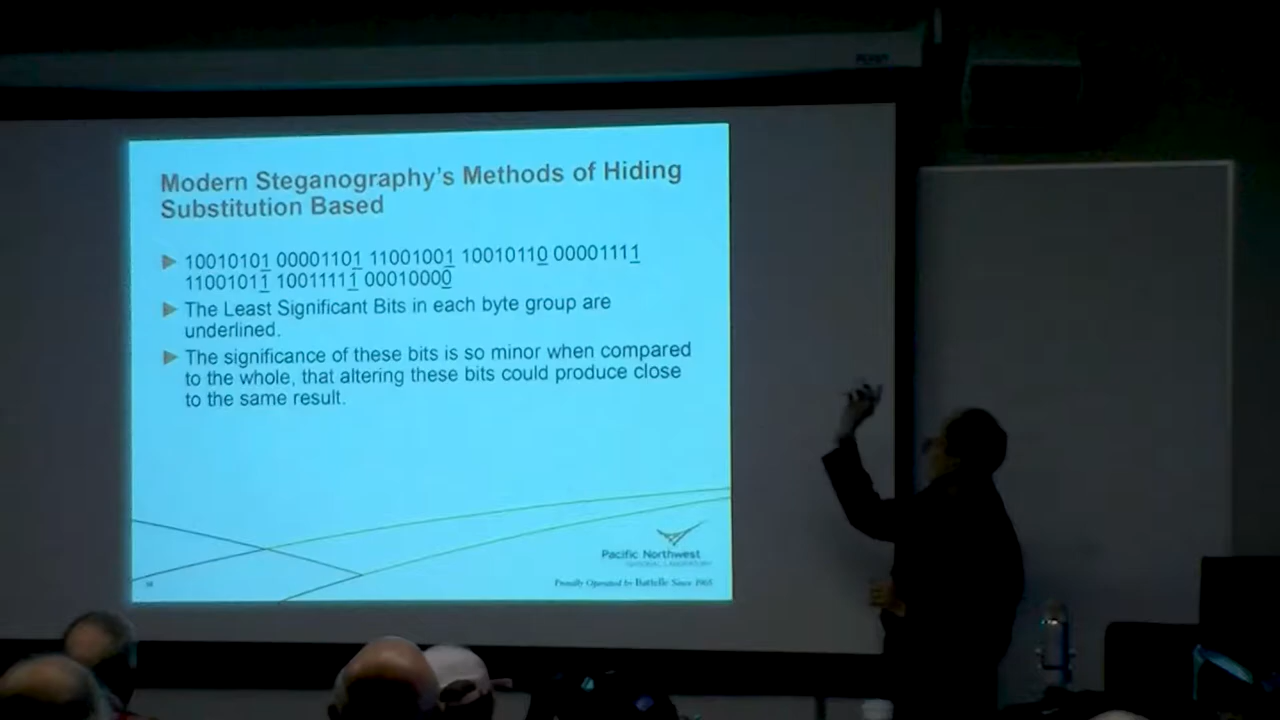 Modern Steganography's Methods of Hiding
Substitution Based
10010101 00001101 11001001 10010110 00001111
11001011 10011111 00010000
The Least Significant Bits in each byte group are
underlined.
The significance of these bits is so minor when compared
to the whole, that altering these bits could produce close
to the same result.
Pacific Northwest
NATIONAL LABORATORY
Proudly Operated by Battelle Since 1965